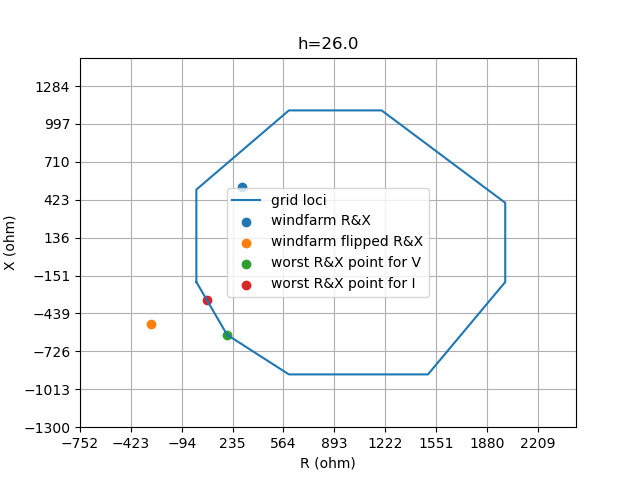 h=26.0
1284
997
710
423
136
−151
−439
−726
−1013
−1300
X (ohm)
grid loci
windfarm R&X
windfarm flipped R&X
worst R&X point for V
worst R&X point for I
−752 −423 −94 235 564 893 1222 1551 1880 2209
R (ohm)